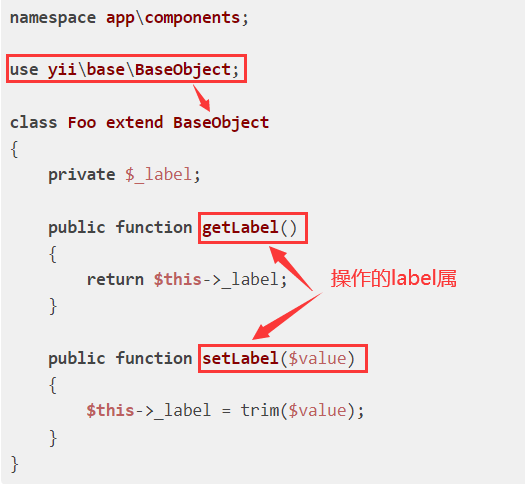 namespace app\components;
use yii\base\BaseObject;
class Foo extend BaseObject
{
private $_label;
public function getLabel()
{
return $this->_label;
}
操作的label属
public function setLabel($value)
{
$this->_label = trim($value);
}
}